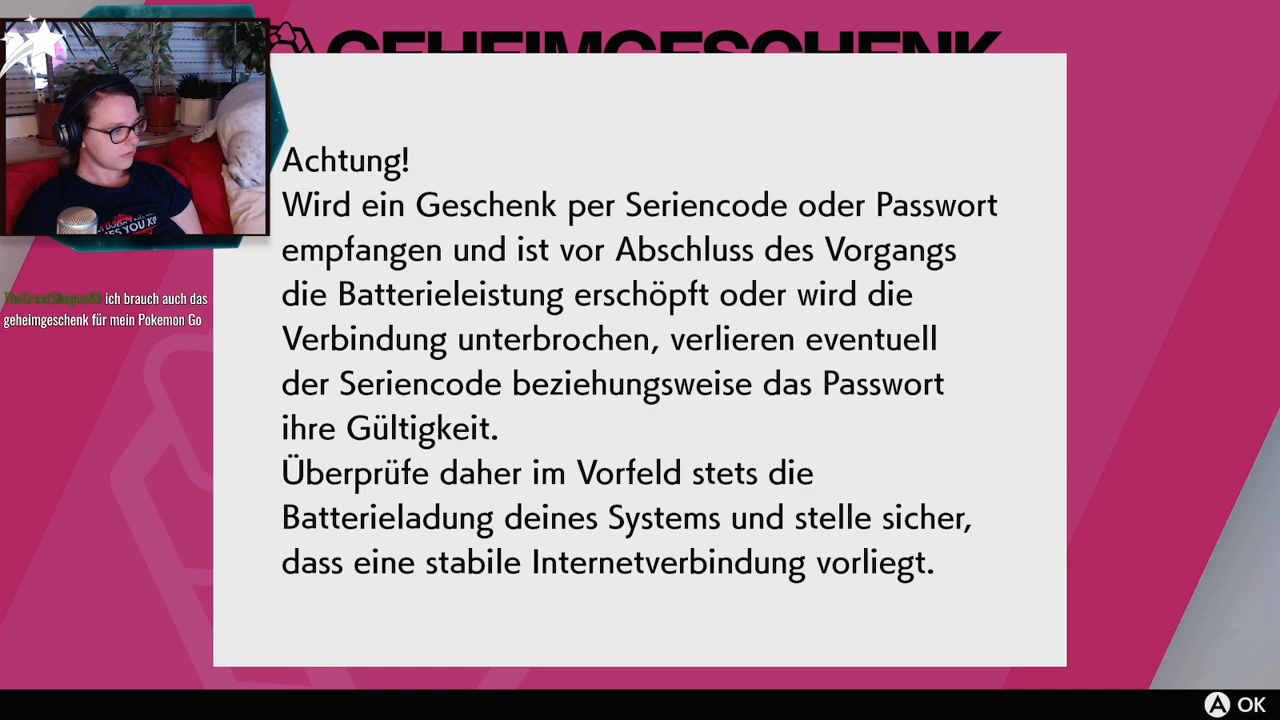 GEHEIMGESCHENK
Achtung!
Wird ein Geschenk per Seriencode oder Passwort
empfangen und ist vor Abschluss des Vorgangs
die Batterieleistung erschöpft oder wird die
Verbindung unterbrochen, verlieren eventuell
der Seriencode beziehungsweise das Passwort
ihre Gültigkeit.
Überprüfe daher im Vorfeld stets die
Batterieladung deines Systems und stelle sicher,
dass eine stabile Internetverbindung vorliegt.
ich brauch auch das
geheimgeschenk für mein Pokemon Go
A OK